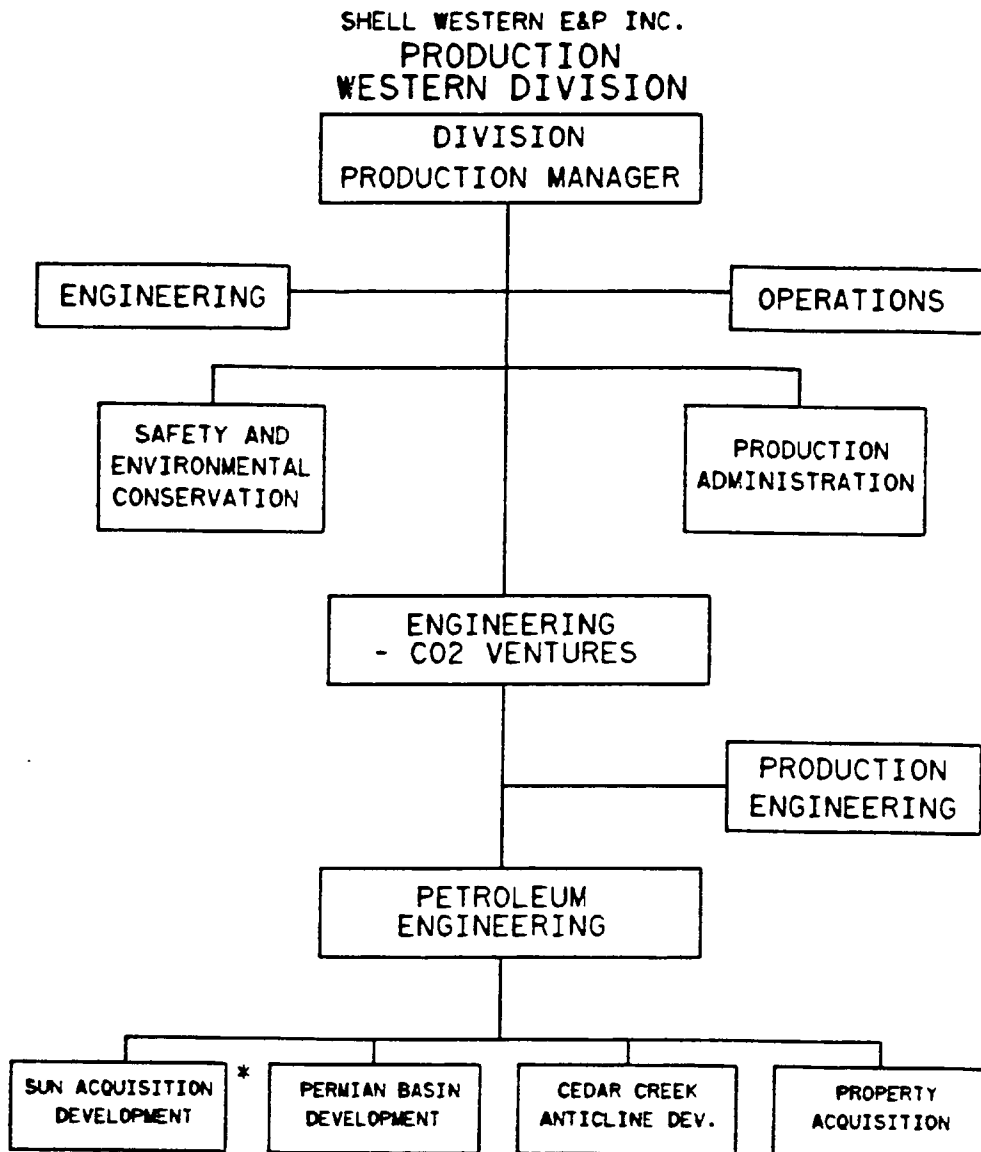 SHELL WESTERN E&P INC.
PRODUCTION
WESTERN DIVISION
DIVISION
PRODUCTION MANAGER
ENGINEERING
OPERATIONS
SAFETY AND
ENVIRONMENTAL
CONSERVATION
PRODUCTION
ADMINISTRATION
ENGINEERING
- CO2 VENTURES
PRODUCTION
ENGINEERING
PETROLEUM
ENGINEERING
SUN ACQUISITION
DEVELOPMENT
*
PERMIAN BASIN
DEVELOPMENT
CEDAR CREEK
ANTICLINE DEV.
PROPERTY
ACQUISITION